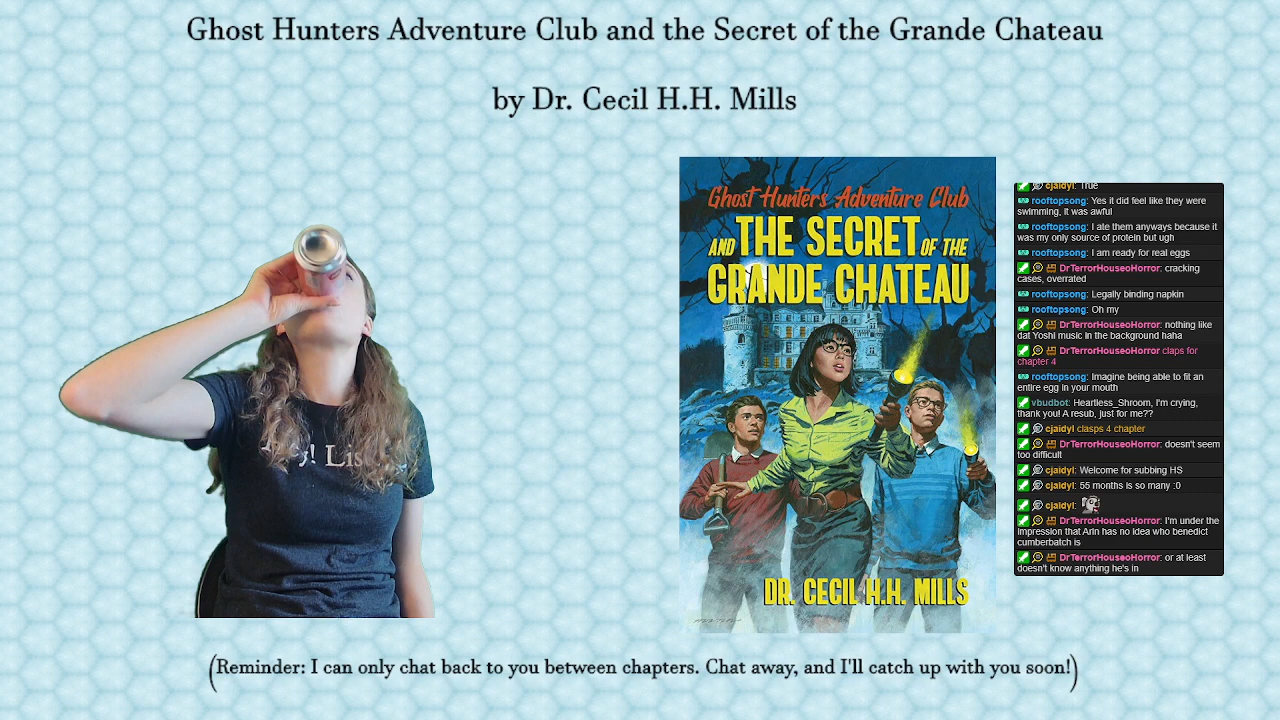 Ghost Hunters Adventure Club and the Secret of the Grande Chateau
by Dr. Cecil H.H. Mills
Ghost Hunters Adventure Club
AND THE SECRET OF THE
GRANDE CHATEAU
DR. CECIL H.H. MILLS
cjaidyl: True
rooftopsong: Yes it did feel like they were
swimming, it was awful
rooftopsong: I ate them anyways because it
was my only source of protein but ugh
rooftopsong: I am ready for real eggs
DrTerrorHouseoHorror: cracking
cases, overrated
rooftopsong: Legally binding napkin
rooftopsong: Oh my
DrTerrorHouseoHorror: nothing like
dat Yoshi music in the background haha
DrTerrorHouseoHorror claps for
chapter 4
rooftopsong: Imagine being able to fit an
entire egg in your mouth
vbudbot: Heartless_Shroom, I'm crying,
thank you! A resub, just for me??
cjaidyl clasps 4 chapter
DrTerrorHouseoHorror: doesn't seem
too difficult
cjaidyl: Welcome for subbing HS
cjaidyl: 55 months is so many :0
cjaidyl:
DrTerrorHouseoHorror: I'm under the
impression that Arin has no idea who benedict
cumberbatch is
DrTerrorHouseoHorror: or at least
doesn't know anything he's in
(Reminder: I can only chat back to you between chapters. Chat away, and I'll catch up with you soon!)